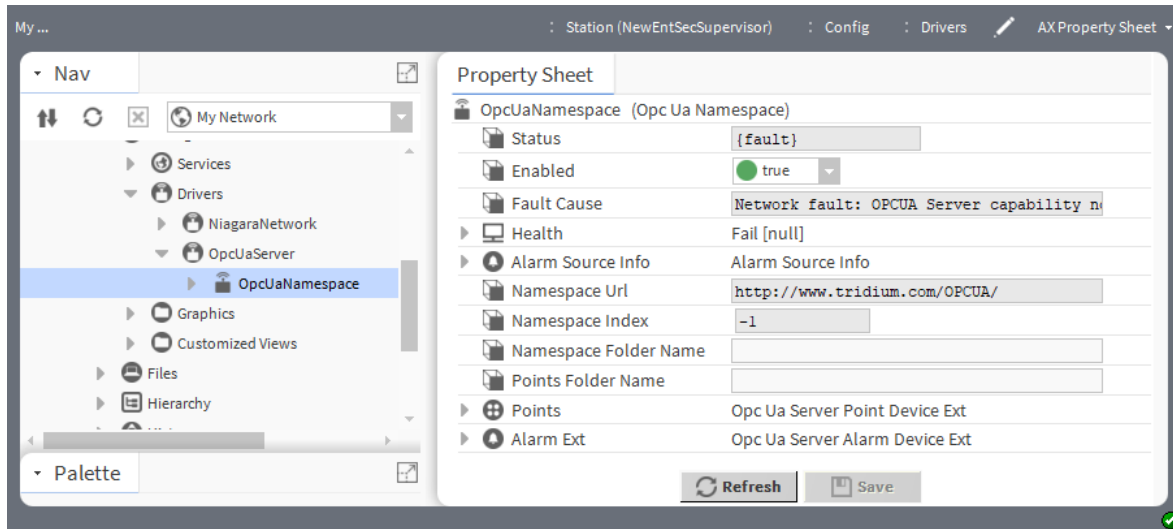 My ...
: Station (NewEntSecSupervisor) : Config : Drivers AX Property Sheet
Nav
My Network
Services
Drivers
NiagaraNetwork
OpcUaServer
OpcUaNamespace
Graphics
Customized Views
Files
Hierarchy
Palette
Property Sheet
OpcUaNamespace (Opc Ua Namespace)
Status {fault}
Enabled true
Fault Cause Network fault: OPCUA Server capability
Health Fail [null]
Alarm Source Info Alarm Source Info
Namespace Url http://www.tridium.com/OPCUA/
Namespace Index -1
Namespace Folder Name
Points Folder Name
Points Opc Ua Server Point Device Ext
Alarm Ext Opc Ua Server Alarm Device Ext
Refresh Save